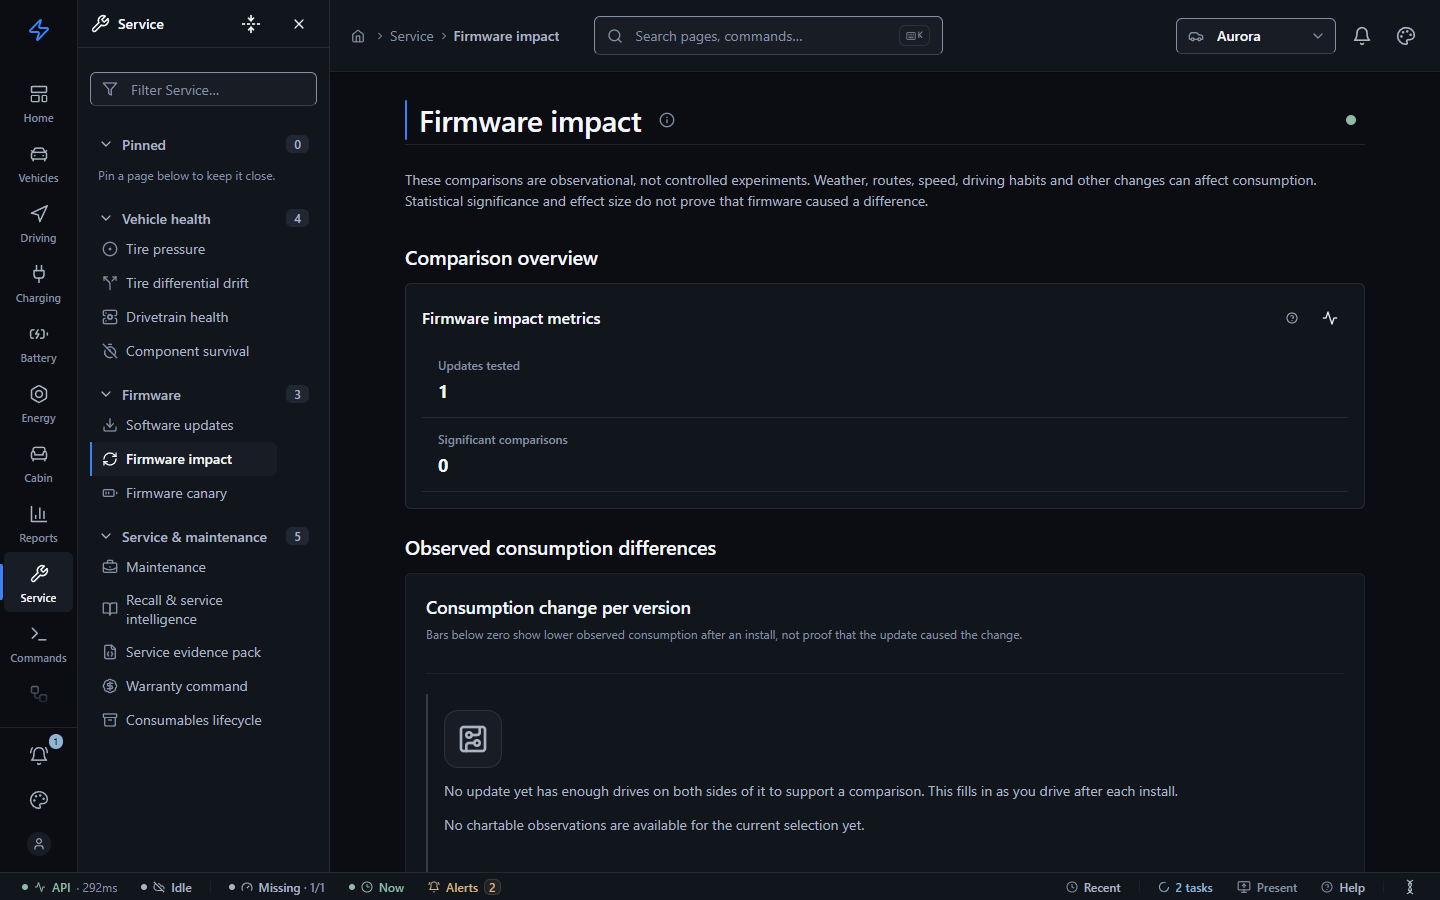 Service
Service
Firmware impact
Search pages, commands...
K
Aurora
Home
Vehicles
Driving
Charging
Battery
Energy
Cabin
Reports
Service
Commands
1
Filter Service...
Pinned
0
Pin a page below to keep it close.
Vehicle health
4
Tire pressure
Tire differential drift
Drivetrain health
Component survival
Firmware
3
Software updates
Firmware impact
Firmware canary
Service & maintenance
5
Maintenance
Recall & service
intelligence
Service evidence pack
Warranty command
Consumables lifecycle
Firmware impact
These comparisons are observational, not controlled experiments. Weather, routes, speed, driving habits and other changes can affect consumption.
Statistical significance and effect size do not prove that firmware caused a difference.
Comparison overview
Firmware impact metrics
Updates tested
1
Significant comparisons
0
Observed consumption differences
Consumption change per version
Bars below zero show lower observed consumption after an install, not proof that the update caused the change.
No update yet has enough drives on both sides of it to support a comparison. This fills in as you drive after each install.
No chartable observations are available for the current selection yet.
API · 292ms
Idle
Missing · 1/1
Now
Alerts 2
Recent
2 tasks
Present
Help